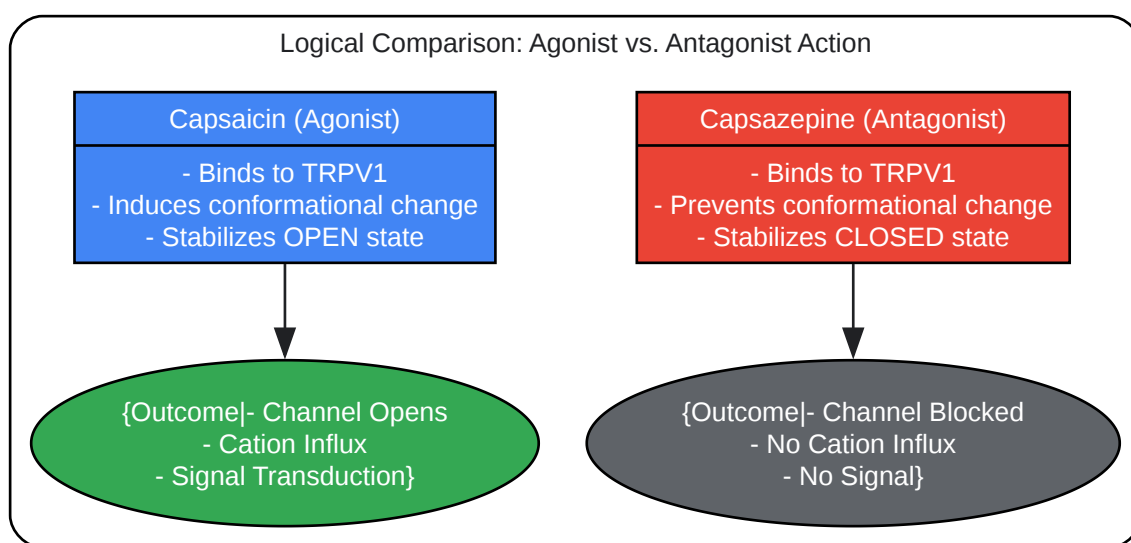 Logical Comparison: Agonist vs. Antagonist Action
Capsaicin (Agonist)
- Binds to TRPV1
- Induces conformational change
- Stabilizes OPEN state
{Outcome|- Channel Opens
- Cation Influx
- Signal Transduction}
Capsazepine (Antagonist)
- Binds to TRPV1
- Prevents conformational change
- Stabilizes CLOSED state
{Outcome|- Channel Blocked
- No Cation Influx
- No Signal}